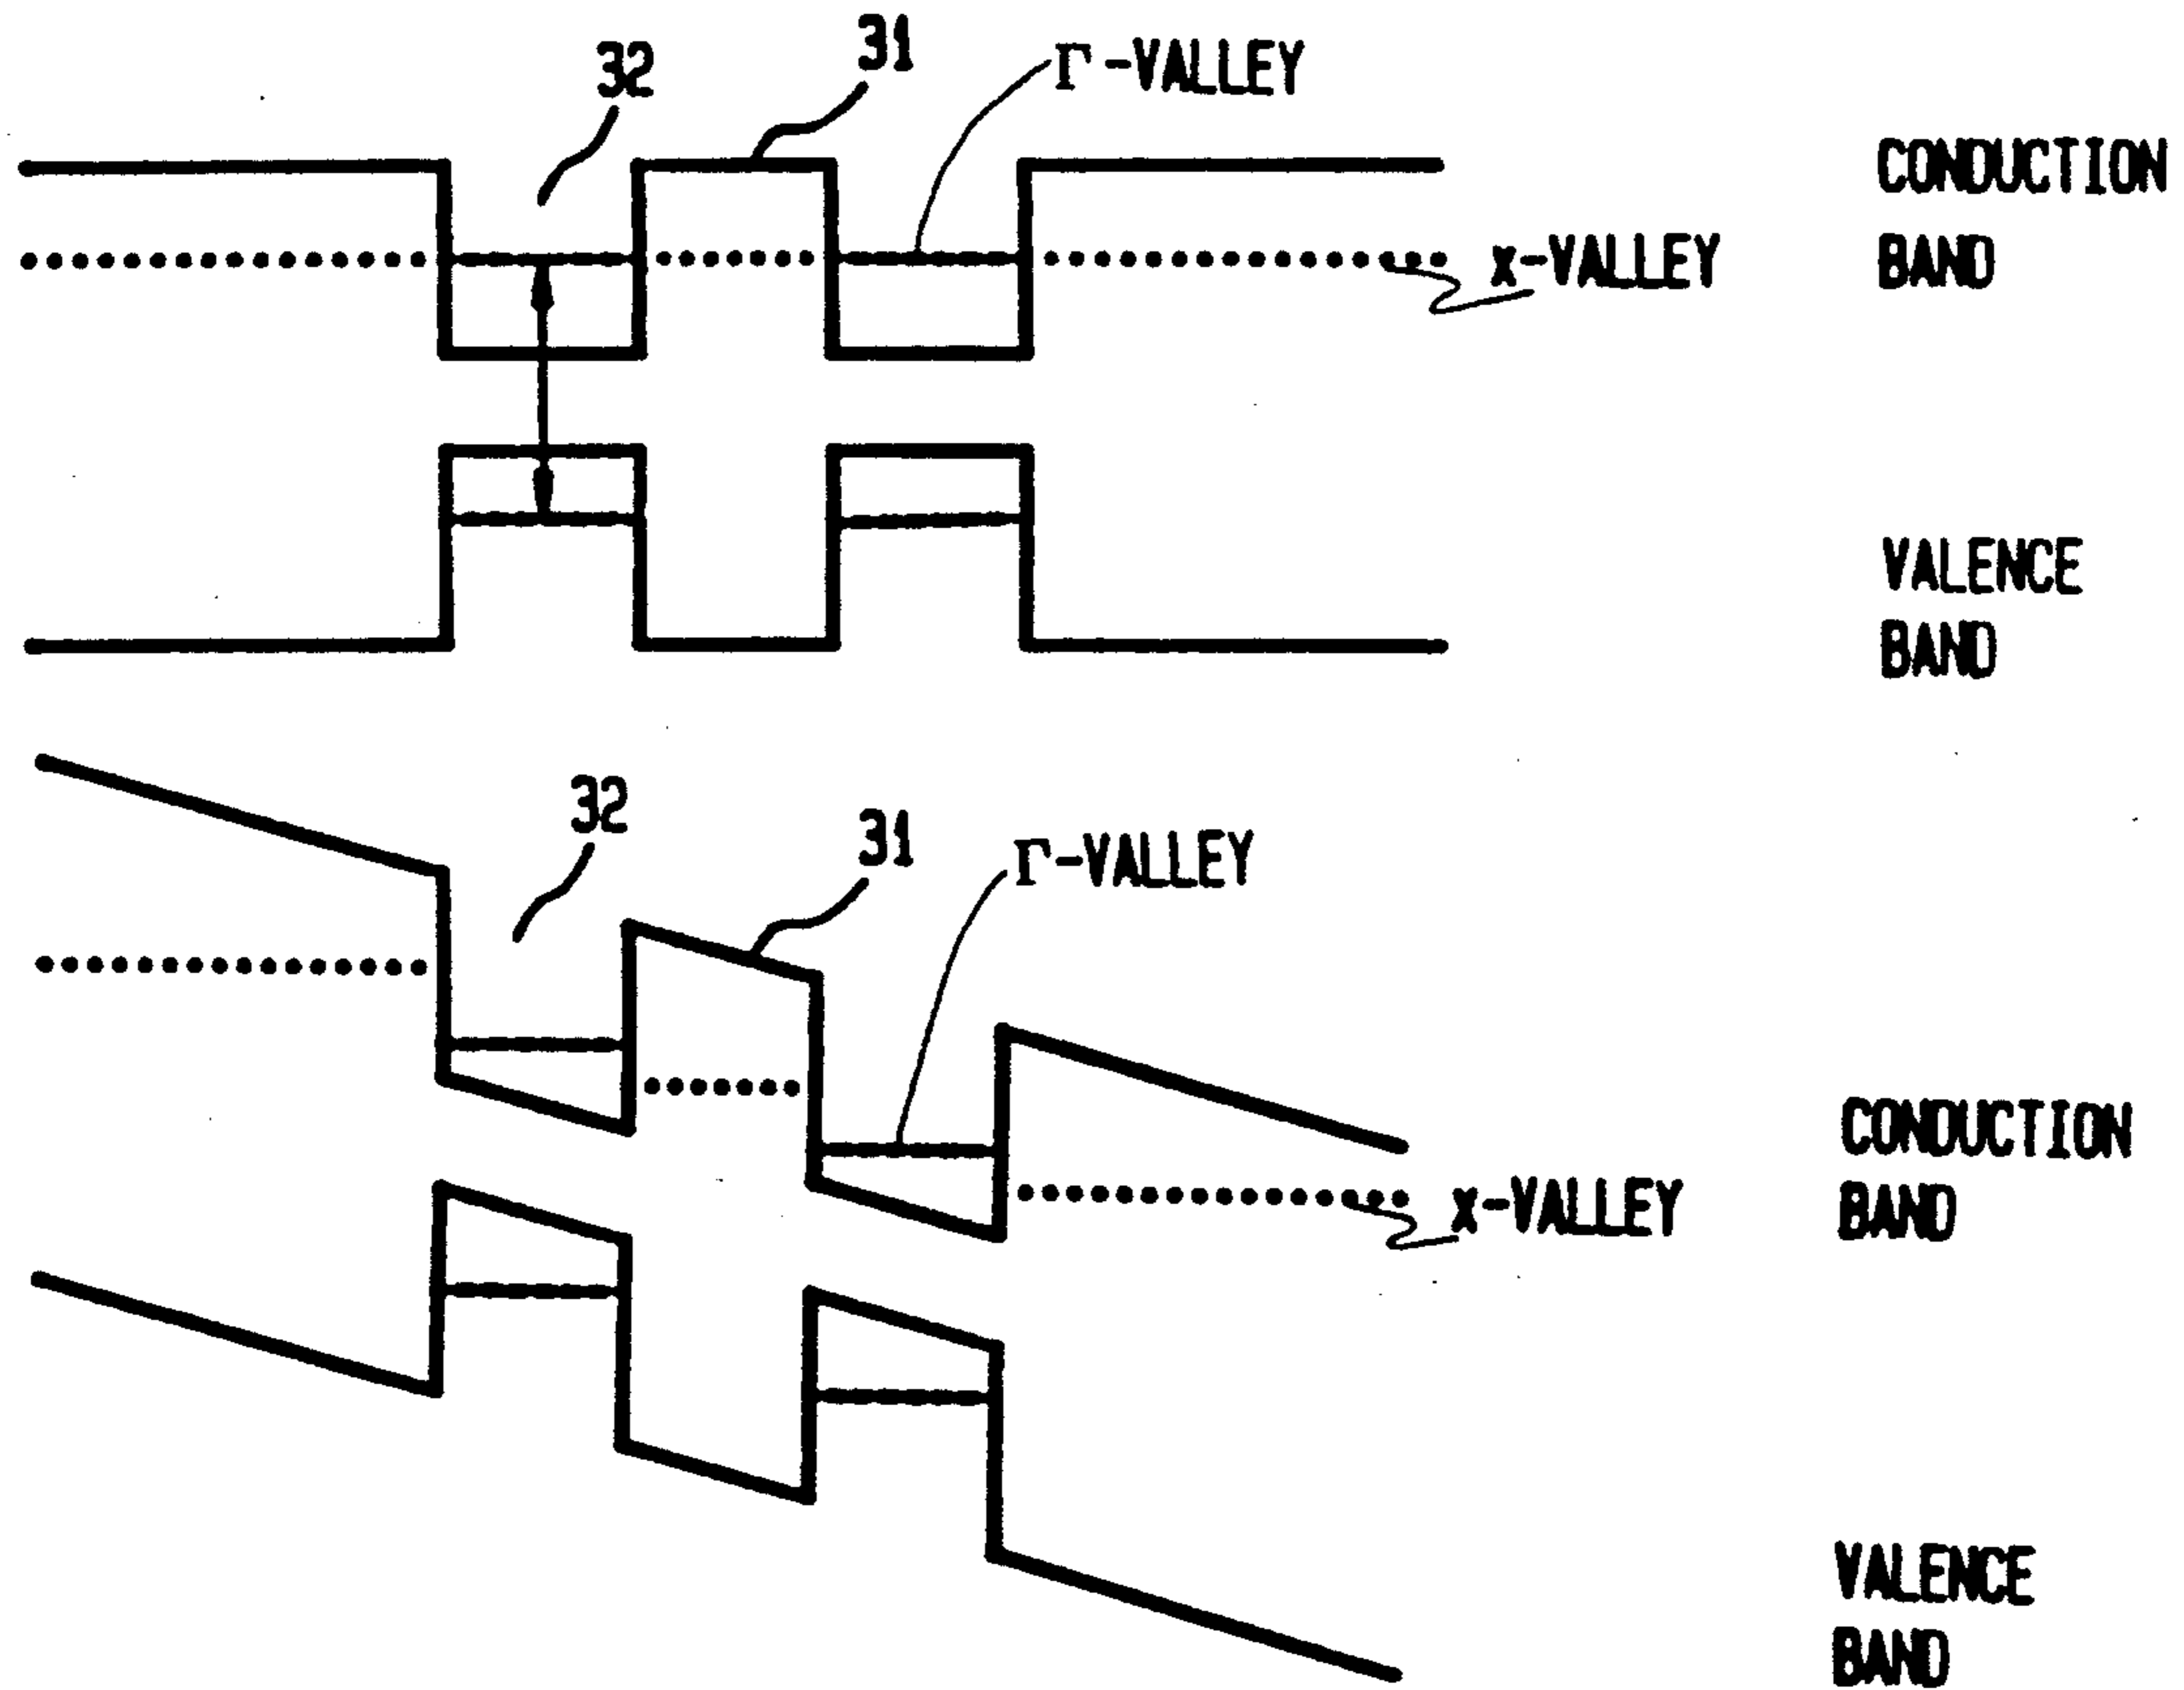 32
31
Γ-VALLEY
CONDUCTION
BAND
x-VALLEY
VALENCE
BAND
32
31
Γ-VALLEY
CONDUCTION
BAND
x-VALLEY
VALENCE
BAND